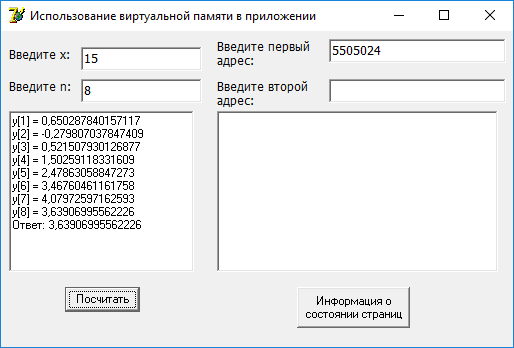 Использование виртуальной памяти в приложении
Введите x:
15
Введите n:
8
Введите первый
адрес:
5505024
Введите второй
адрес:
y[1] = 0,650287840157117
y[2] = -0,279807037847409
y[3] = 0,521507930126877
y[4] = 1,50259118331609
y[5] = 2,47863058847273
y[6] = 3,46760461161758
y[7] = 4,07972597162593
y[8] = 3,63906995562226
Ответ: 3,63906995562226
Посчитать
Информация о
состоянии страниц